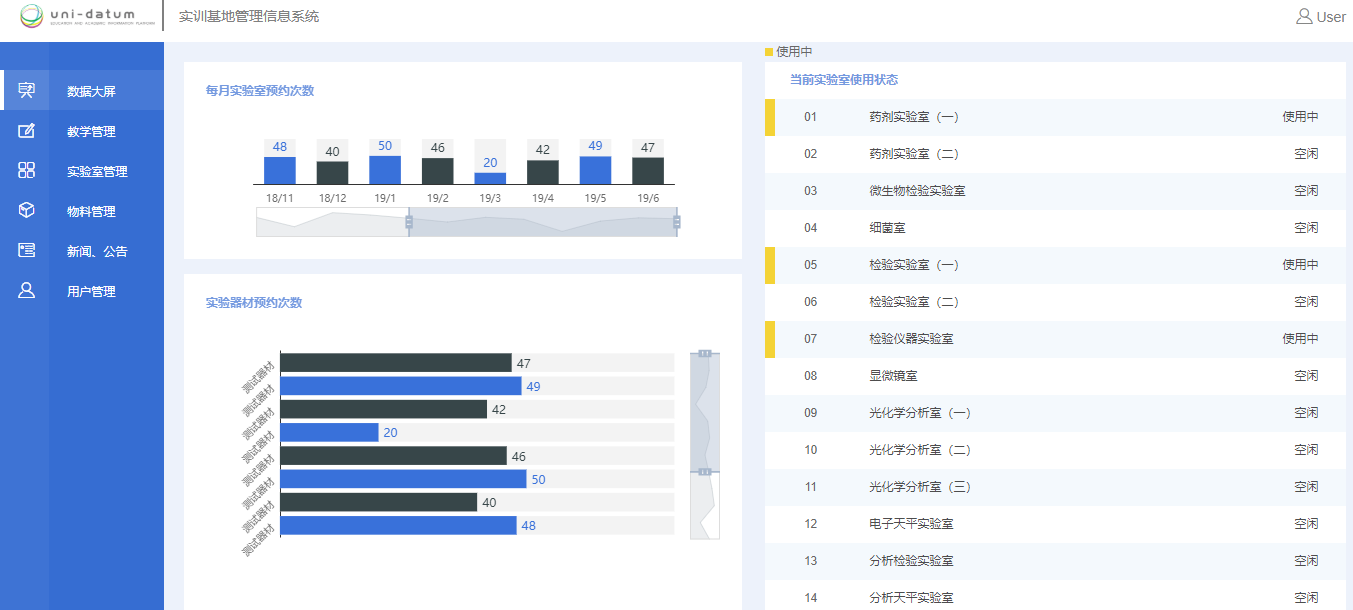 uni-datum
EDUCATION AND ACADEMIC INFORMATION PLATFORM
实训基地管理信息系统
User
数据大屏
教学管理
实验室管理
物料管理
新闻、公告
用户管理
每月实验室预约次数
48 40 50 46 20 42 49 47
18/11 18/12 19/1 19/2 19/3 19/4 19/5 19/6
实验器材预约次数
测试器材 47
测试器材 49
测试器材 42
测试器材 20
测试器材 46
测试器材 50
测试器材 40
测试器材 48
使用中
当前实验室使用状态
01 药剂实验室（一） 使用中
02 药剂实验室（二） 空闲
03 微生物检验实验室 空闲
04 细菌室 空闲
05 检验实验室（一） 使用中
06 检验实验室（二） 空闲
07 检验仪器实验室 使用中
08 显微镜室 空闲
09 光化学分析室（一） 空闲
10 光化学分析室（二） 空闲
11 光化学分析室（三） 空闲
12 电子天平实验室 空闲
13 分析检验实验室 空闲
14 分析天平实验室 空闲